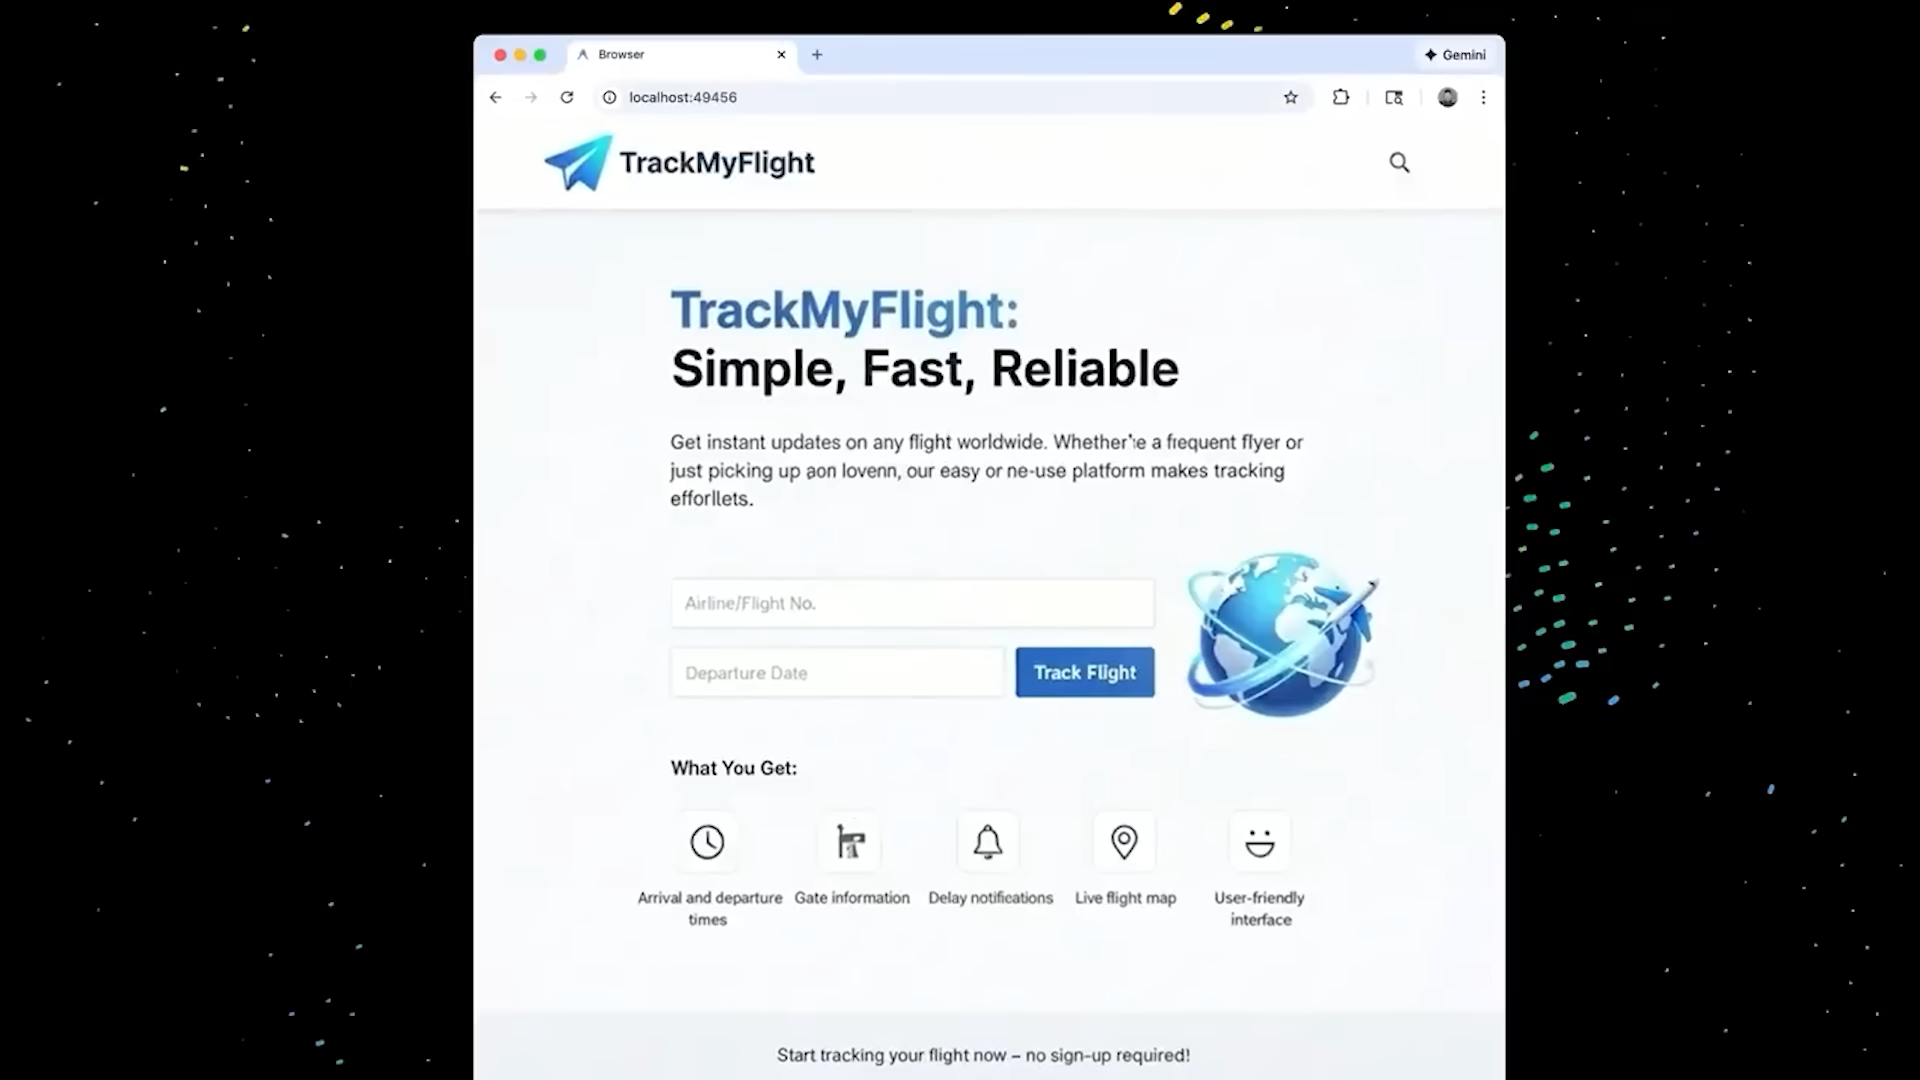 Browser
Gemini
localhost:49456
TrackMyFlight
TrackMyFlight:
Simple, Fast, Reliable
Get instant updates on any flight worldwide. Whether're a frequent flyer or
just picking up aon lovenn, our easy or ne-use platform makes tracking
efforllets.
Airline/Flight No.
Departure Date
Track Flight
What You Get:
Arrival and departure
times
Gate information
Delay notifications
Live flight map
User-friendly
interface
Start tracking your flight now – no sign-up required!